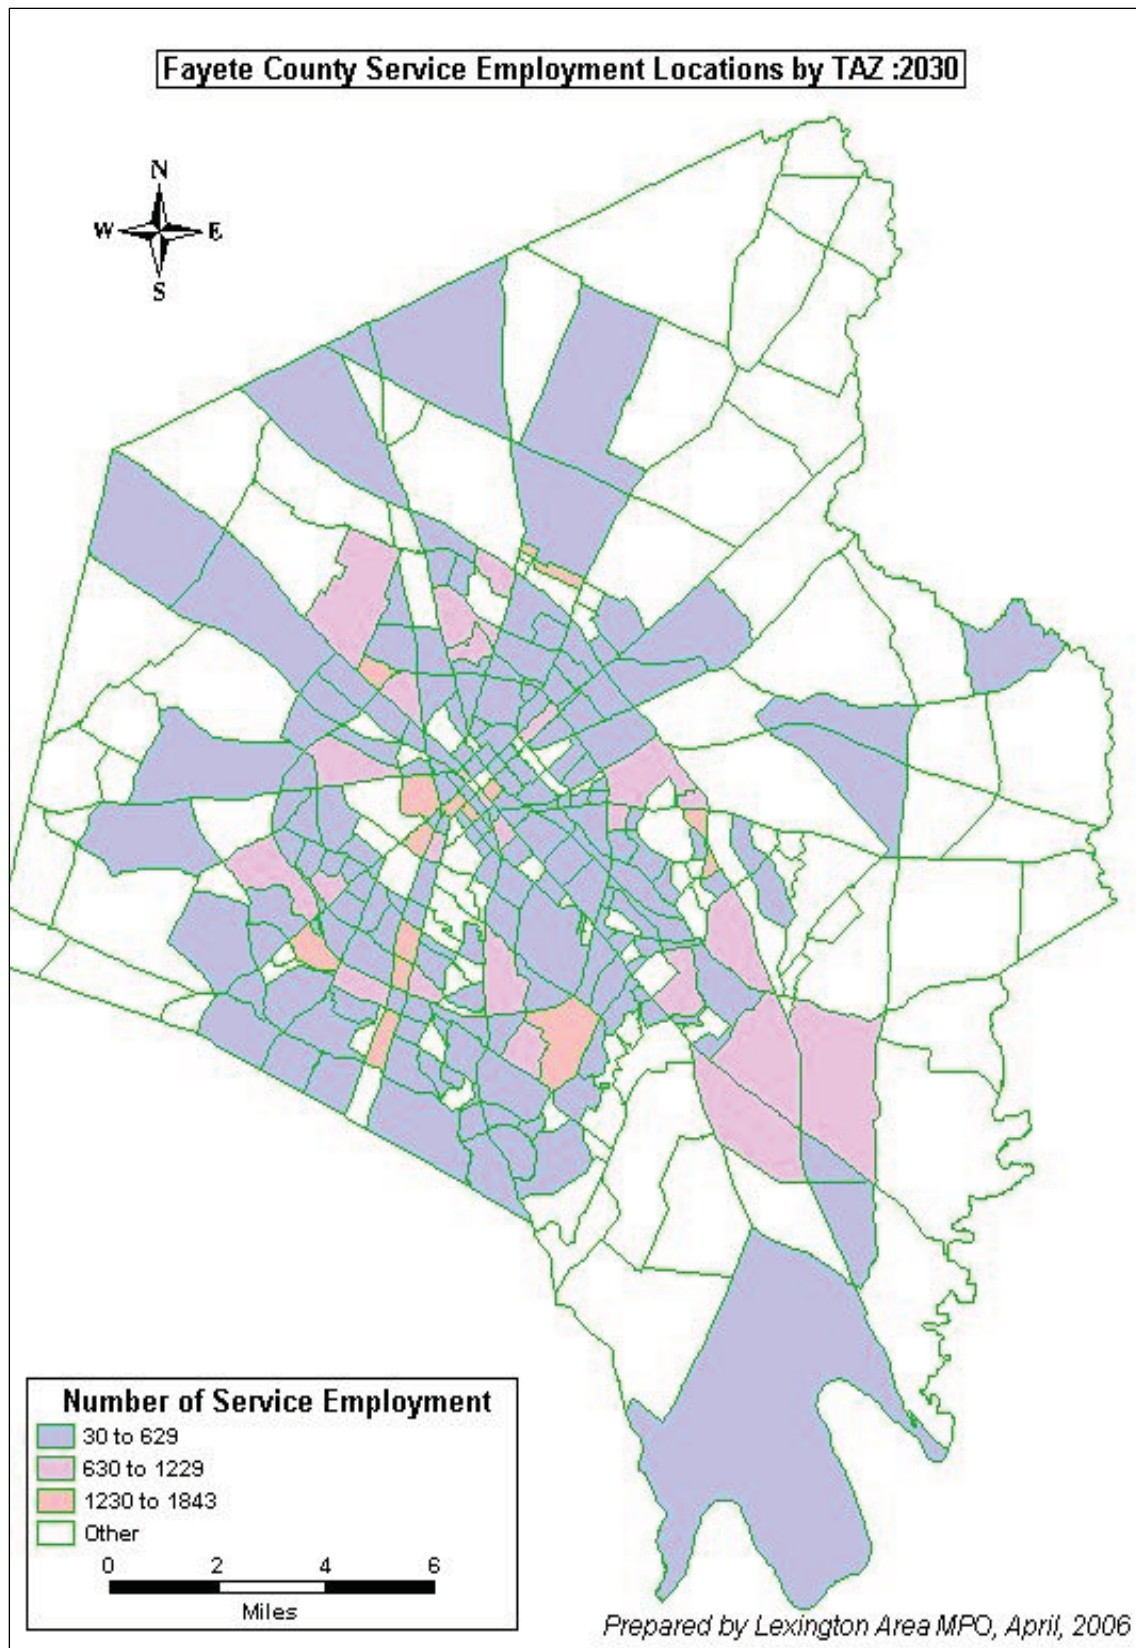 Fayete County Service Employment Locations by TAZ :2030
N
W E
S
Number of Service Employment
30 to 629
630 to 1229
1230 to 1843
Other
0 2 4 6
Miles
Prepared by Lexington Area MPO, April, 2006